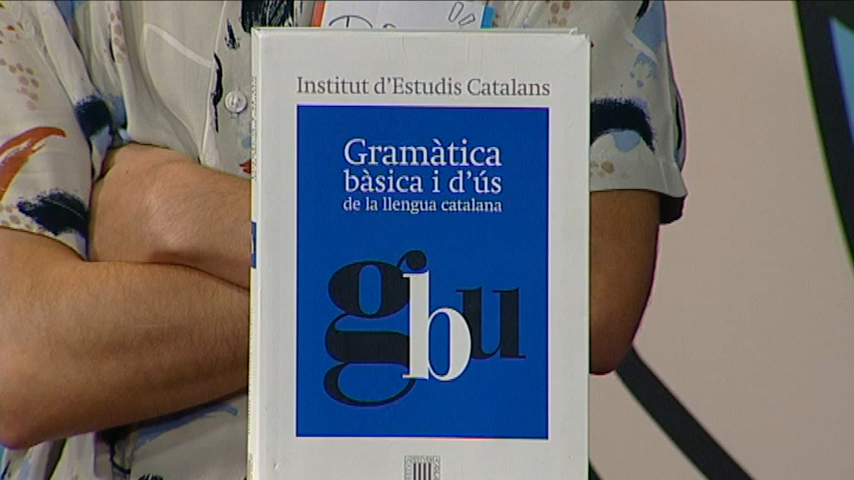 Institut d'Estudis Catalans
Gramàtica
bàsica i d'ús
de la llengua catalana
gbu